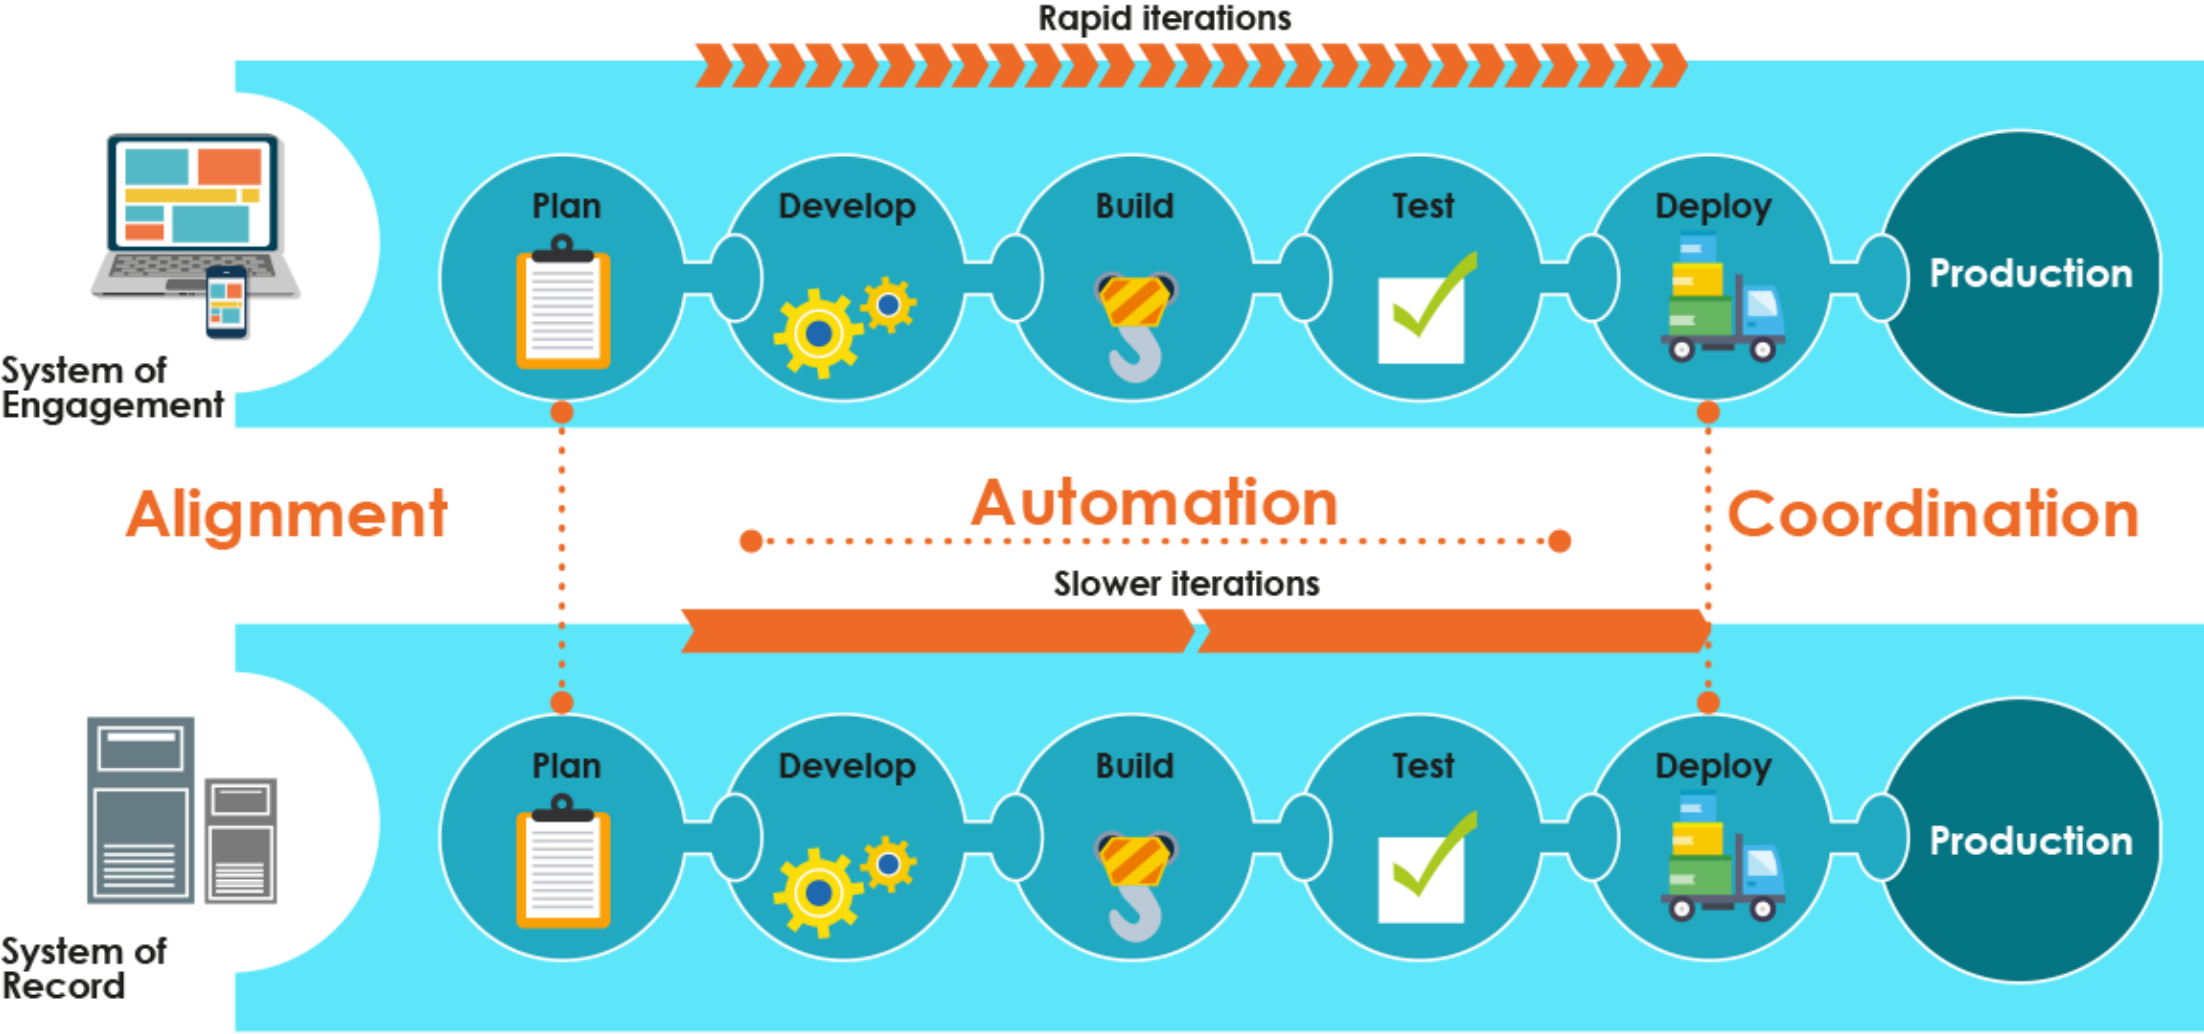 Rapid iterations
Plan
Develop
Build
Test
Deploy
Production
System of
Engagement
Alignment
Automation
Coordination
Slower iterations
Plan
Develop
Build
Test
Deploy
Production
System of
Record